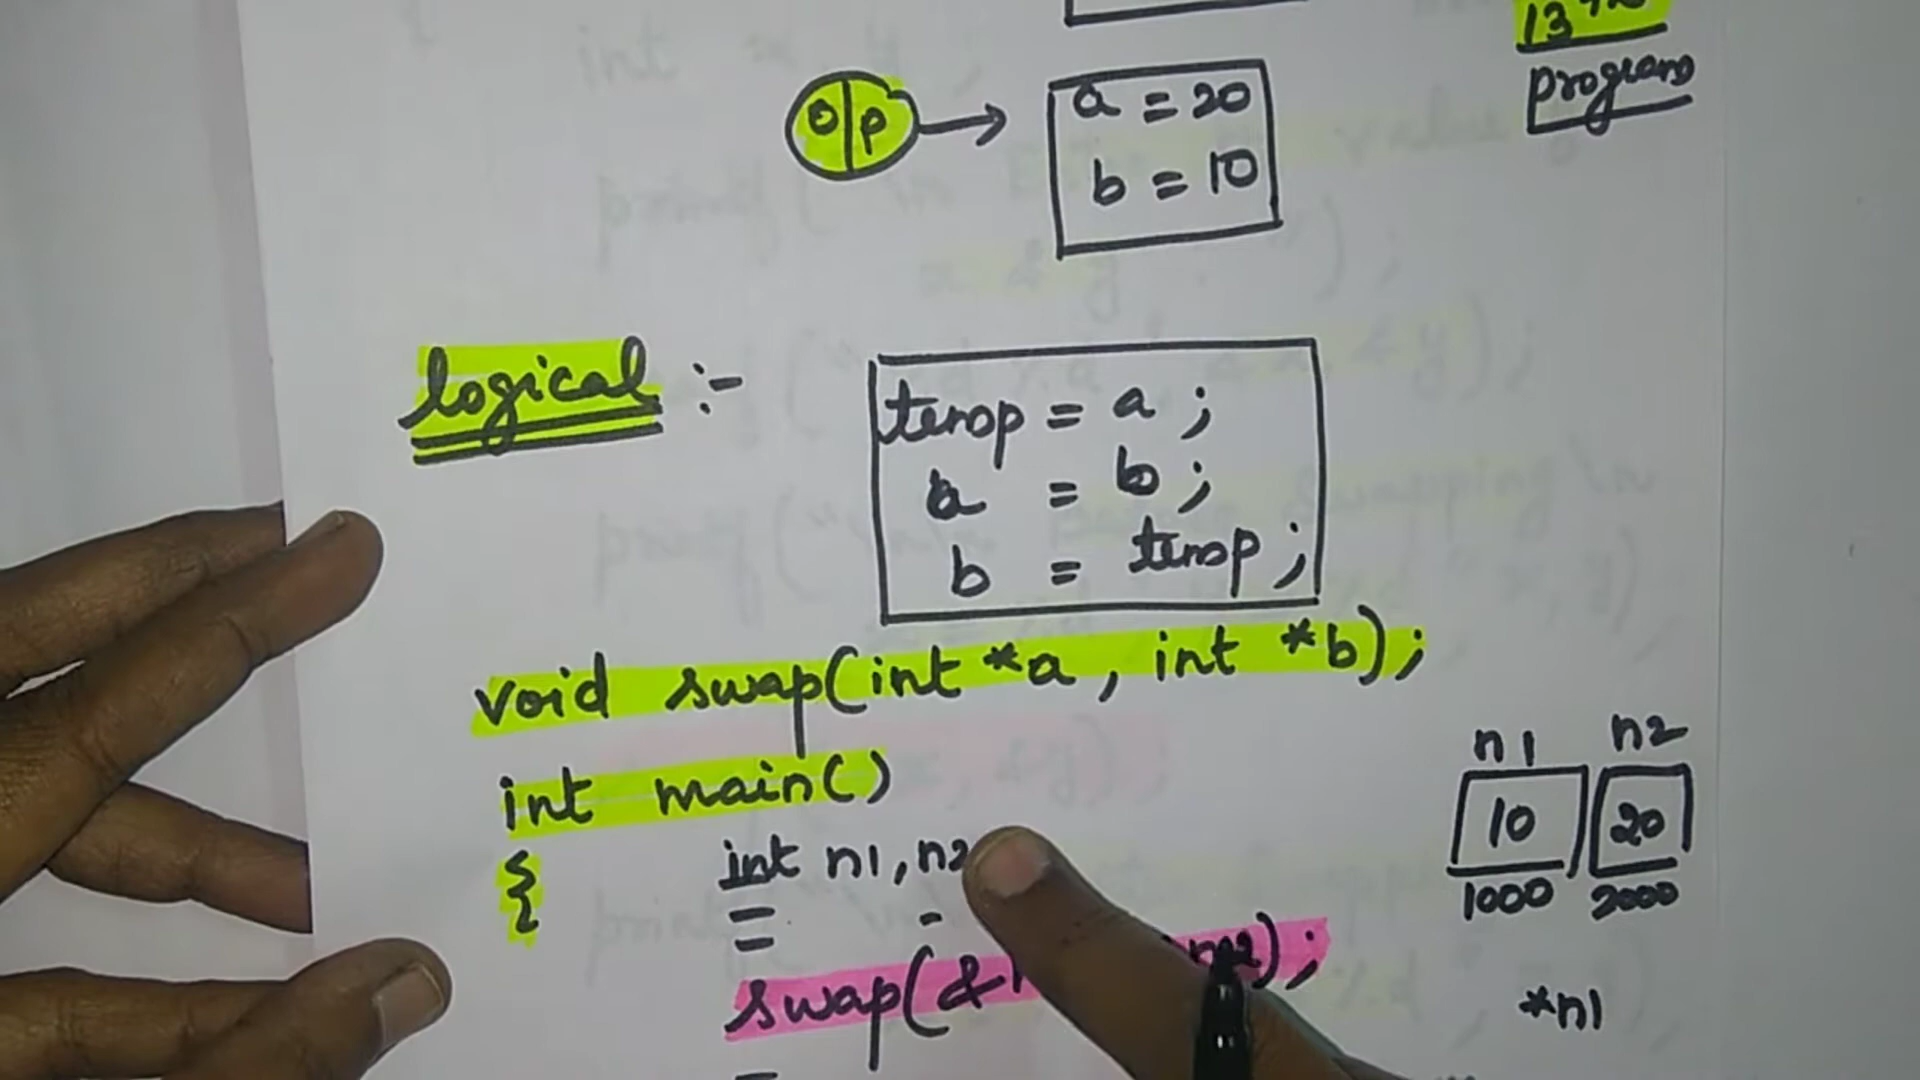 13
program
o|p → a = 20
b = 10
logical :-
temp = a ;
a = b ;
b = temp ;
void swap(int *a , int *b);
int main()
{ int n1, n2
swap(&
n1 n2
10 20
1000 2000
*n1